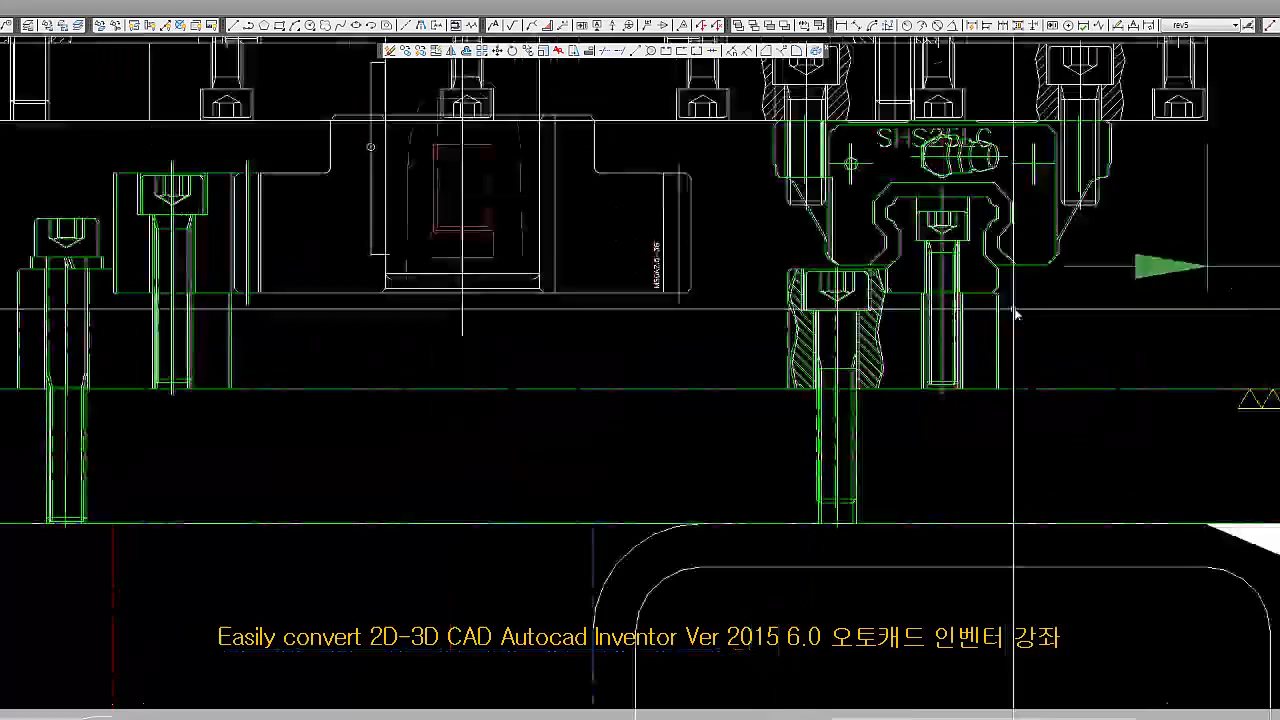 rev5
SHS25LC
Easily convert 2D-3D CAD Autocad Inventor Ver 2015 6.0 오토캐드 인벤터 강좌